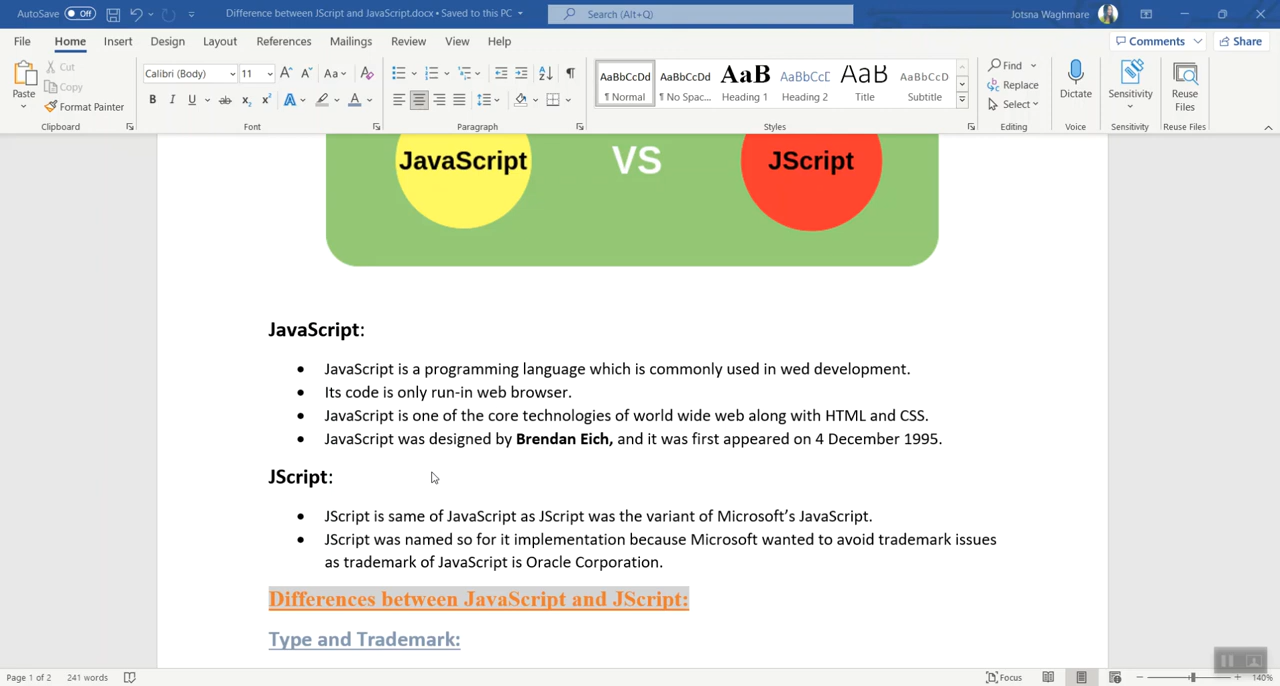 AutoSave Off Difference between JScript and JavaScript.docx • Saved to this PC Search (Alt+Q) Jotsna Waghmare
File Home Insert Design Layout References Mailings Review View Help Comments Share
Paste Cut Copy Format Painter
Clipboard
Calibri (Body) 11 Aa
B I U ab x₂ x² A A
Font
Paragraph
AaBbCcDd AaBbCcDd AaB AaBbCcD AaB AaBbCcD
¶ Normal ¶ No Spac... Heading 1 Heading 2 Title Subtitle
Styles
Find
Replace
Select
Editing
Dictate
Voice
Sensitivity
Sensitivity
Reuse Files
Reuse Files
JavaScript VS JScript
JavaScript:
• JavaScript is a programming language which is commonly used in wed development.
• Its code is only run-in web browser.
• JavaScript is one of the core technologies of world wide web along with HTML and CSS.
• JavaScript was designed by Brendan Eich, and it was first appeared on 4 December 1995.
JScript:
• JScript is same of JavaScript as JScript was the variant of Microsoft’s JavaScript.
• JScript was named so for it implementation because Microsoft wanted to avoid trademark issues
as trademark of JavaScript is Oracle Corporation.
Differences between JavaScript and JScript:
Type and Trademark:
Page 1 of 2 241 words Focus 140%